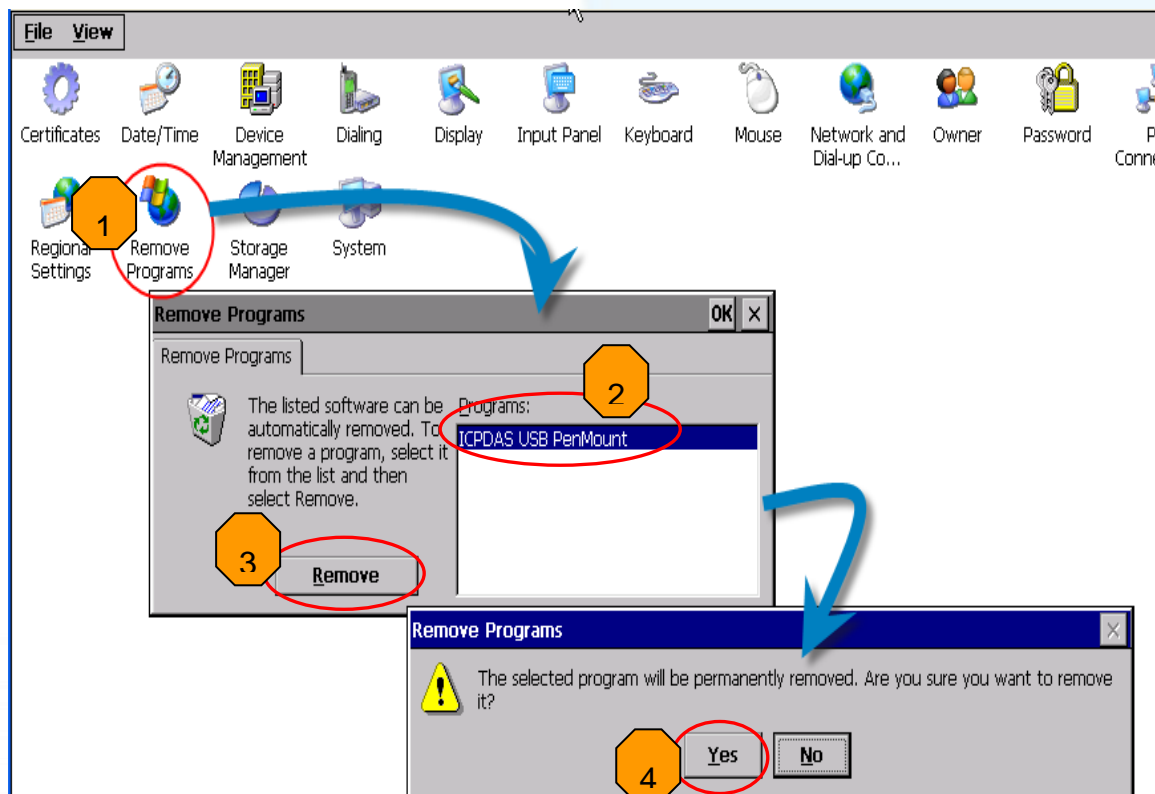 File View
Certificates Date/Time Device Management Dialing Display Input Panel Keyboard Mouse Network and Dial-up Co... Owner Password P
Conne
1
Regional Settings Remove Programs Storage Manager System
Remove Programs OK
Remove Programs
2
The listed software can be
automatically removed. To
remove a program, select it
from the list and then
select Remove.
Programs:
ICPDAS USB PenMount
3
Remove
Remove Programs
The selected program will be permanently removed. Are you sure you want to remove
it?
4
Yes No